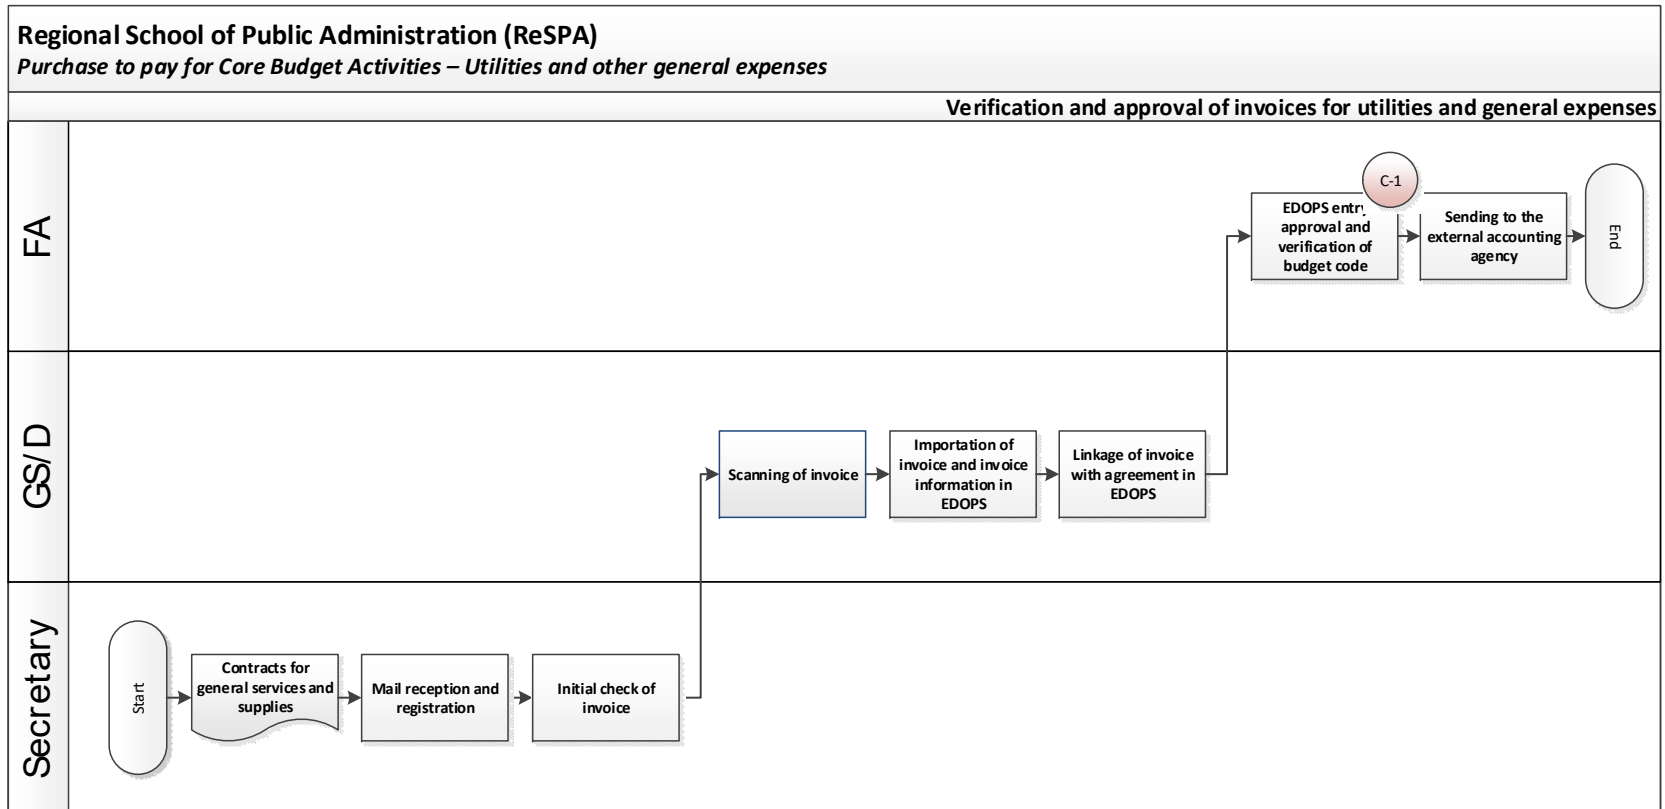 Regional School of Public Administration (ReSPA)
Purchase to pay for Core Budget Activities – Utilities and other general expenses
Verification and approval of invoices for utilities and general expenses
FA
C-1
EDOPS entry
approval and
verification of
budget code
Sending to the
external accounting
agency
End
GS/D
Scanning of invoice
Importation of
invoice and invoice
information in
EDOPS
Linkage of invoice
with agreement in
EDOPS
Secretary
Start
Contracts for
general services and
supplies
Mail reception and
registration
Initial check of
invoice